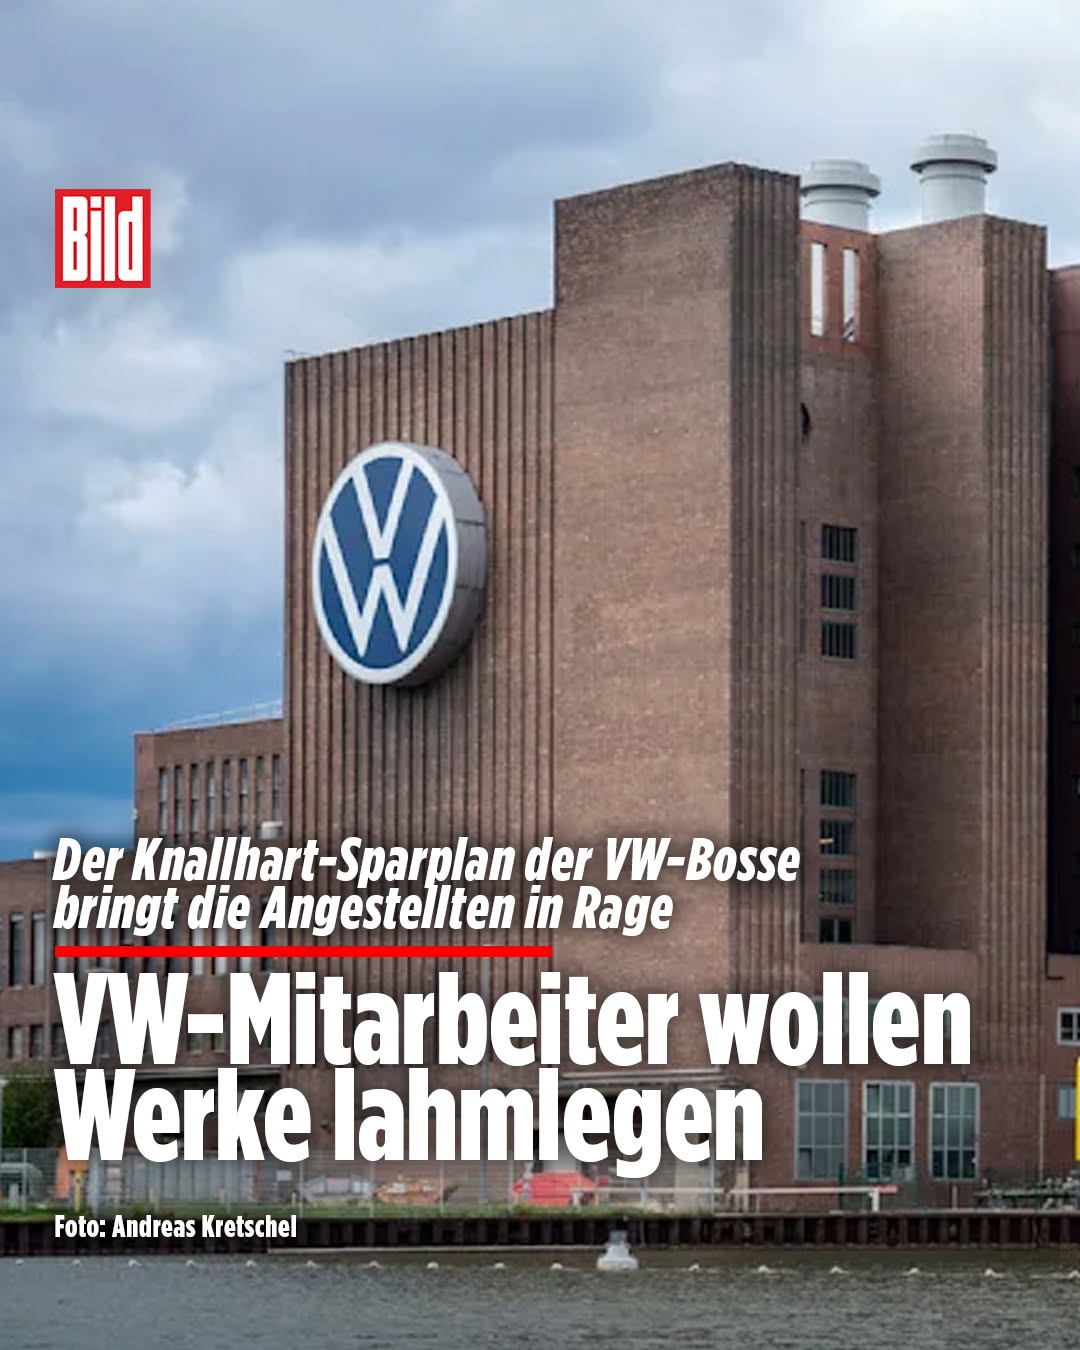 Bild
Der Knallhart-Sparplan der VW-Bosse
bringt die Angestellten in Rage
VW-Mitarbeiter wollen
Werke lahmlegen
Foto: Andreas Kretschel